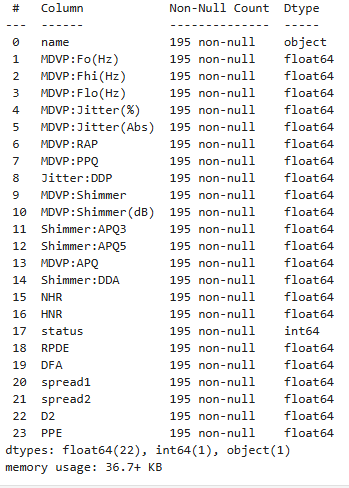 #   Column            Non-Null Count  Dtype
---  ------            --------------  -----
 0   name              195 non-null    object
 1   MDVP:Fo(Hz)       195 non-null    float64
 2   MDVP:Fhi(Hz)      195 non-null    float64
 3   MDVP:Flo(Hz)      195 non-null    float64
 4   MDVP:Jitter(%)    195 non-null    float64
 5   MDVP:Jitter(Abs)  195 non-null    float64
 6   MDVP:RAP          195 non-null    float64
 7   MDVP:PPQ          195 non-null    float64
 8   Jitter:DDP        195 non-null    float64
 9   MDVP:Shimmer      195 non-null    float64
 10  MDVP:Shimmer(dB)  195 non-null    float64
 11  Shimmer:APQ3      195 non-null    float64
 12  Shimmer:APQ5      195 non-null    float64
 13  MDVP:APQ          195 non-null    float64
 14  Shimmer:DDA       195 non-null    float64
 15  NHR               195 non-null    float64
 16  HNR               195 non-null    float64
 17  status            195 non-null    int64
 18  RPDE              195 non-null    float64
 19  DFA               195 non-null    float64
 20  spread1           195 non-null    float64
 21  spread2           195 non-null    float64
 22  D2                195 non-null    float64
 23  PPE               195 non-null    float64
dtypes: float64(22), int64(1), object(1)
memory usage: 36.7+ KB